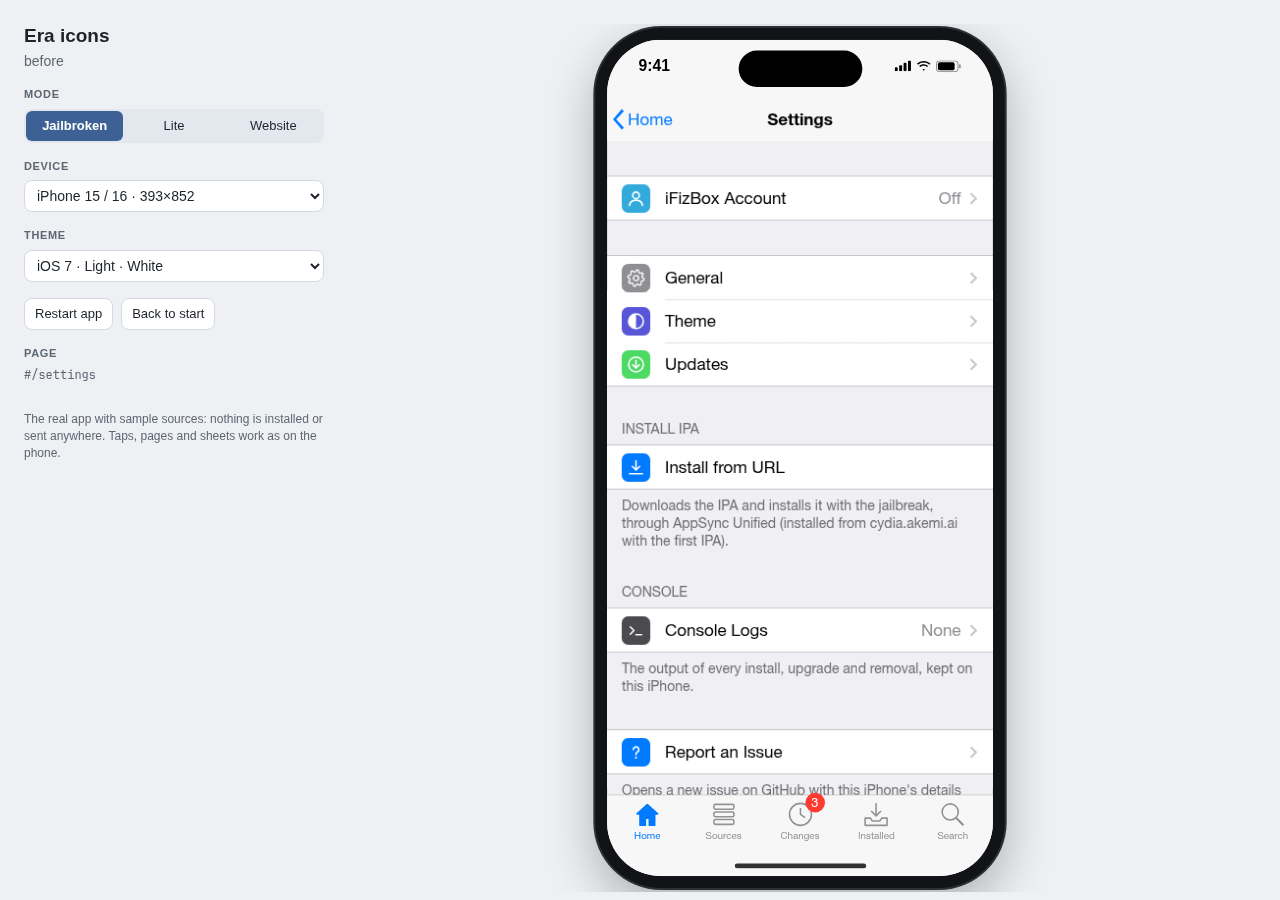 Era icons
before
MODE
Jailbroken
Lite
Website
DEVICE
iPhone 15 / 16 · 393×852
THEME
iOS 7 · Light · White
Restart app
Back to start
PAGE
#/settings
The real app with sample sources: nothing is installed or
sent anywhere. Taps, pages and sheets work as on the
phone.
9:41
Home
Settings
iFizBox Account
Off
General
Theme
Updates
INSTALL IPA
Install from URL
Downloads the IPA and installs it with the jailbreak,
through AppSync Unified (installed from cydia.akemi.ai
with the first IPA).
CONSOLE
Console Logs
None
The output of every install, upgrade and removal, kept on
this iPhone.
?
Report an Issue
Opens a new issue on GitHub with this iPhone's details
3
Home
Sources
Changes
Installed
Search